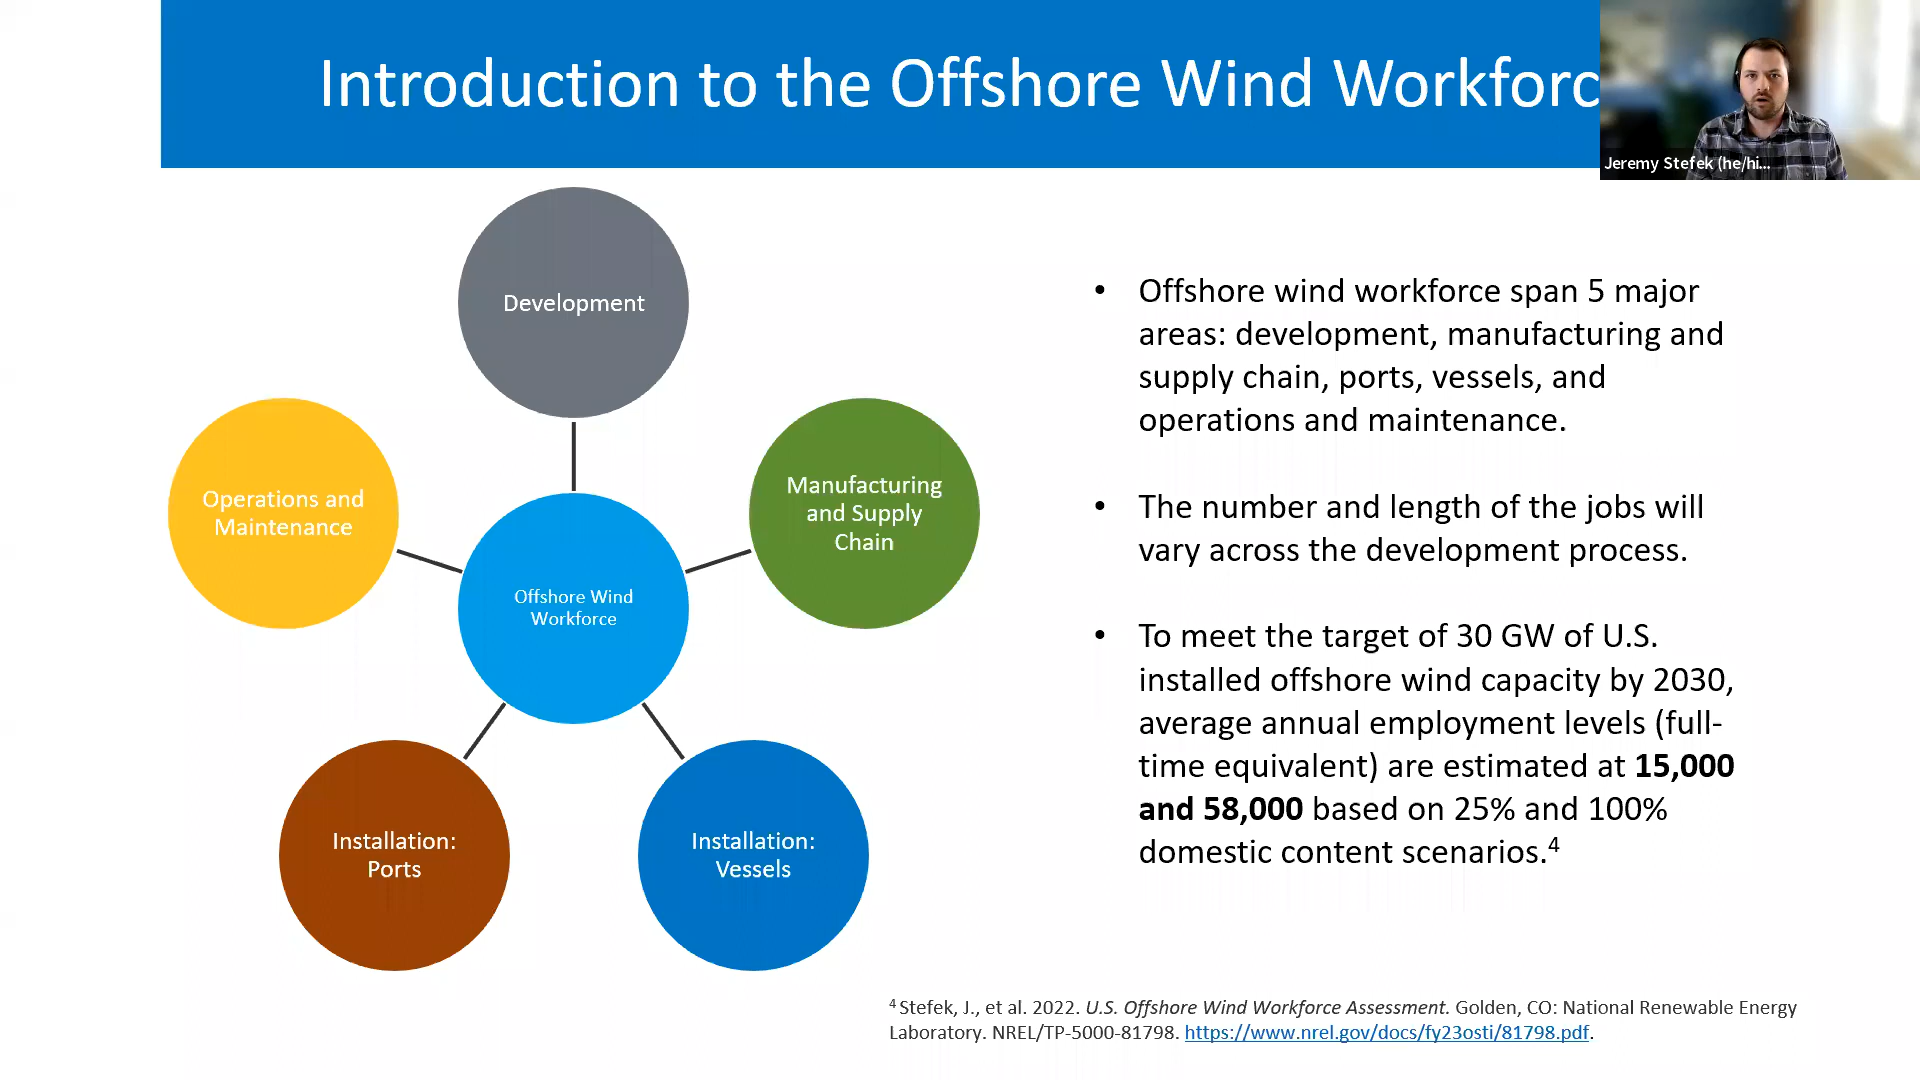 Introduction to the Offshore Wind Workforc
Jeremy Stefek (he/hi...
Development
Operations and
Maintenance
Manufacturing
and Supply
Chain
Offshore Wind
Workforce
Installation:
Ports
Installation:
Vessels
• Offshore wind workforce span 5 major
areas: development, manufacturing and
supply chain, ports, vessels, and
operations and maintenance.
• The number and length of the jobs will
vary across the development process.
• To meet the target of 30 GW of U.S.
installed offshore wind capacity by 2030,
average annual employment levels (full-
time equivalent) are estimated at 15,000
and 58,000 based on 25% and 100%
domestic content scenarios.4
4 Stefek, J., et al. 2022. U.S. Offshore Wind Workforce Assessment. Golden, CO: National Renewable Energy
Laboratory. NREL/TP-5000-81798. https://www.nrel.gov/docs/fy23osti/81798.pdf.